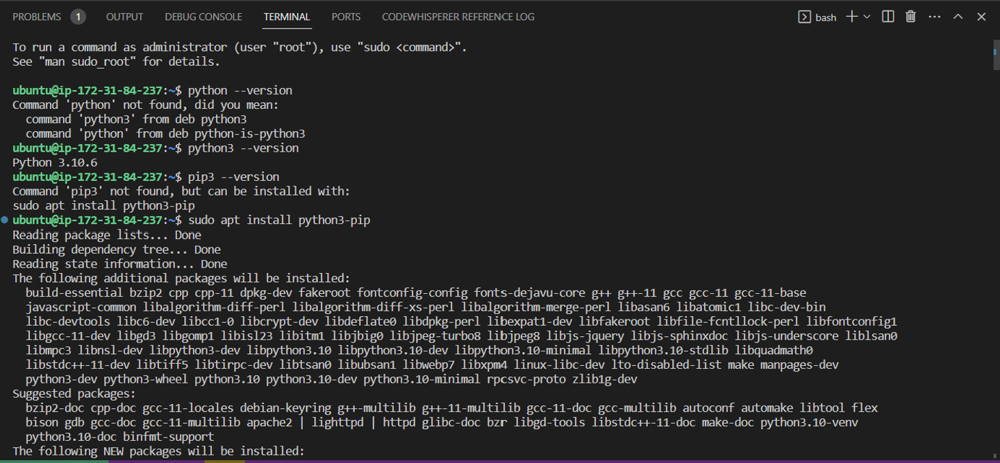 PROBLEMS 1 OUTPUT DEBUG CONSOLE TERMINAL PORTS CODEWHISPERER REFERENCE LOG bash
To run a command as administrator (user "root"), use "sudo <command>".
See "man sudo_root" for details.
ubuntu@ip-172-31-84-237:~$ python --version
Command 'python' not found, did you mean:
  command 'python3' from deb python3
  command 'python' from deb python-is-python3
ubuntu@ip-172-31-84-237:~$ python3 --version
Python 3.10.6
ubuntu@ip-172-31-84-237:~$ pip3 --version
Command 'pip3' not found, but can be installed with:
sudo apt install python3-pip
ubuntu@ip-172-31-84-237:~$ sudo apt install python3-pip
Reading package lists... Done
Building dependency tree... Done
Reading state information... Done
The following additional packages will be installed:
  build-essential bzip2 cpp cpp-11 dpkg-dev fakeroot fontconfig-config fonts-dejavu-core g++ g++-11 gcc gcc-11 gcc-11-base
  javascript-common libalgorithm-diff-perl libalgorithm-diff-xs-perl libalgorithm-merge-perl libasan6 libatomic1 libc-dev-bin
  libc-devtools libc6-dev libcc1-0 libcrypt-dev libdeflate0 libdpkg-perl libexpat1-dev libfakeroot libfile-fcntllock-perl libfontconfig1
  libgcc-11-dev libgd3 libgomp1 libisl23 libitm1 libjbig0 libjpeg-turbo8 libjpeg8 libjs-jquery libjs-sphinxdoc libjs-underscore liblsan0
  libmpc3 libnsl-dev libpython3-dev libpython3.10 libpython3.10-dev libpython3.10-minimal libpython3.10-stdlib libquadmath0
  libstdc++-11-dev libtiff5 libtirpc-dev libtsan0 libubsan1 libwebp7 libxpm4 linux-libc-dev lto-disabled-list make manpages-dev
  python3-dev python3-wheel python3.10 python3.10-dev python3.10-minimal rpcsvc-proto zlib1g-dev
Suggested packages:
  bzip2-doc cpp-doc gcc-11-locales debian-keyring g++-multilib g++-11-multilib gcc-11-doc gcc-multilib autoconf automake libtool flex
  bison gdb gcc-doc gcc-11-multilib apache2 | lighttpd | httpd glibc-doc bzr libgd-tools libstdc++-11-doc make-doc python3.10-venv
  python3.10-doc binfmt-support
The following NEW packages will be installed: